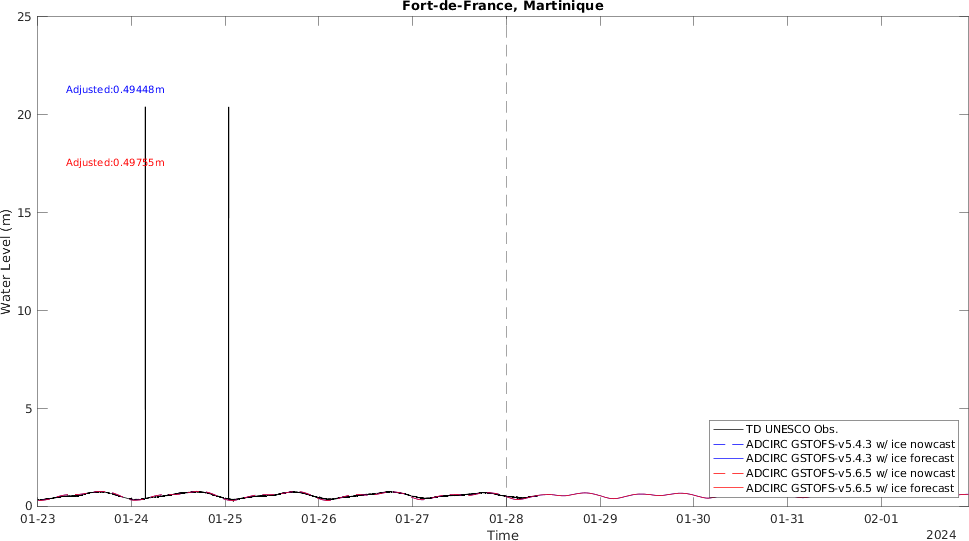 Fort-de-France, Martinique
25
20
15
10
5
0
Water Level (m)
Adjusted:0.49448m
Adjusted:0.49755m
TD UNESCO Obs.
ADCIRC GSTOFS-v5.4.3 w/ ice nowcast
ADCIRC GSTOFS-v5.4.3 w/ ice forecast
ADCIRC GSTOFS-v5.6.5 w/ ice nowcast
ADCIRC GSTOFS-v5.6.5 w/ ice forecast
01-23 01-24 01-25 01-26 01-27 01-28 01-29 01-30 01-31 02-01
Time
2024